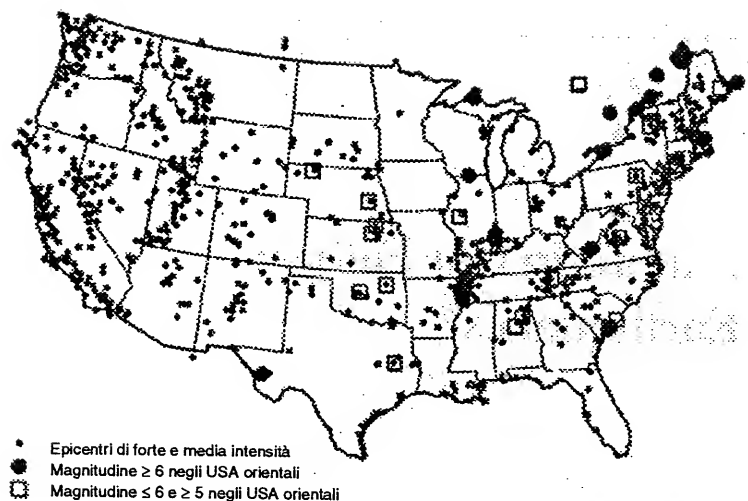 Epicentri di forte e media intensità
Magnitudine ≥ 6 negli USA orientali
Magnitudine ≤ 6 e ≥ 5 negli USA orientali